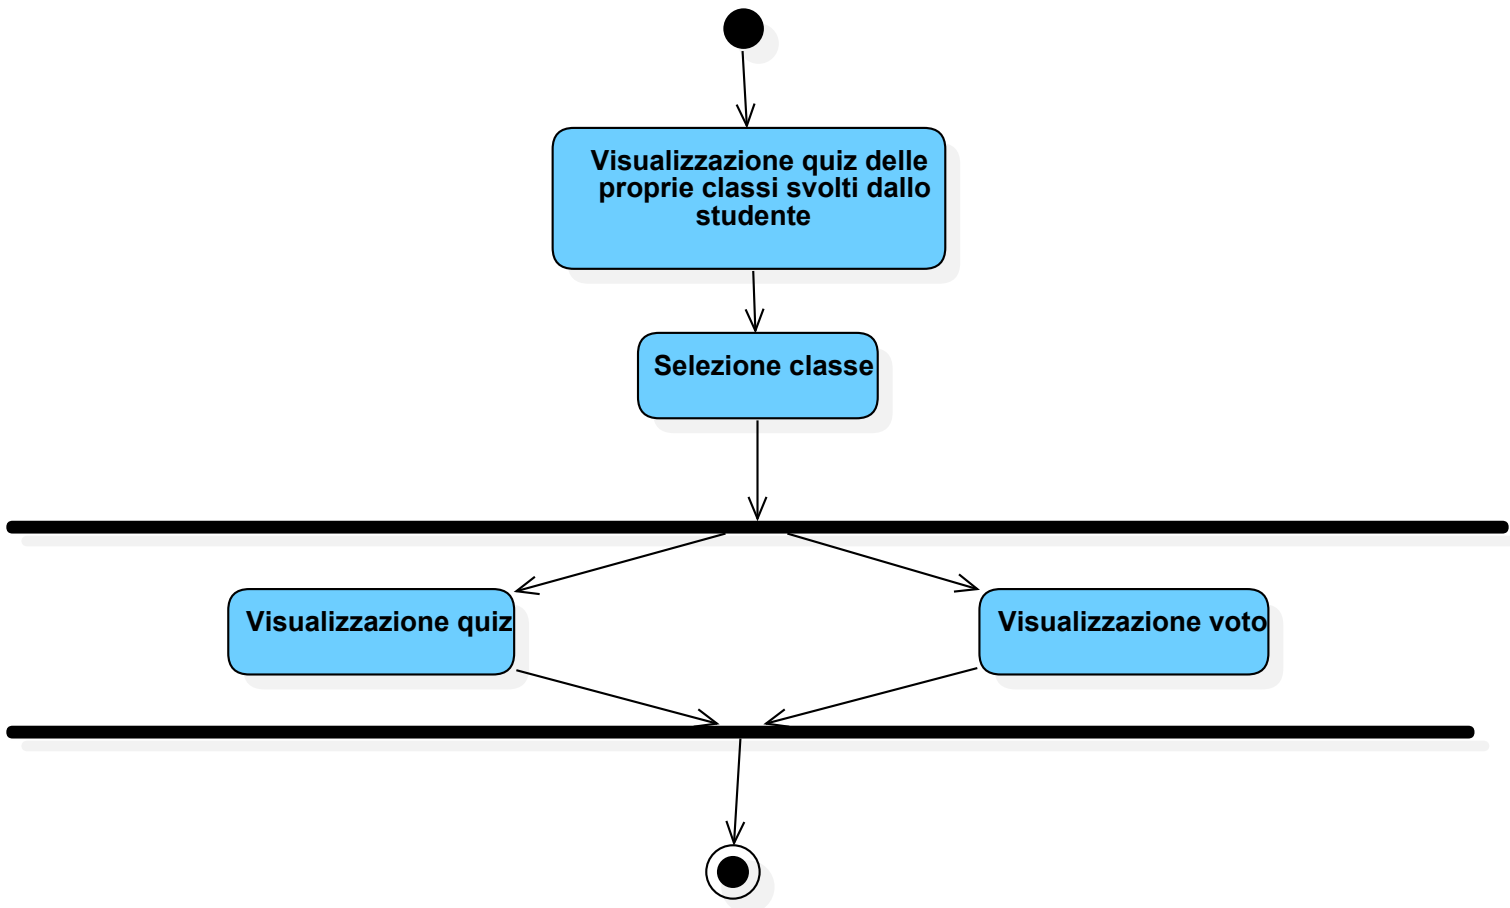 Visualizzazione quiz delle
proprie classi svolti dallo
studente
Selezione classe
Visualizzazione quiz
Visualizzazione voto